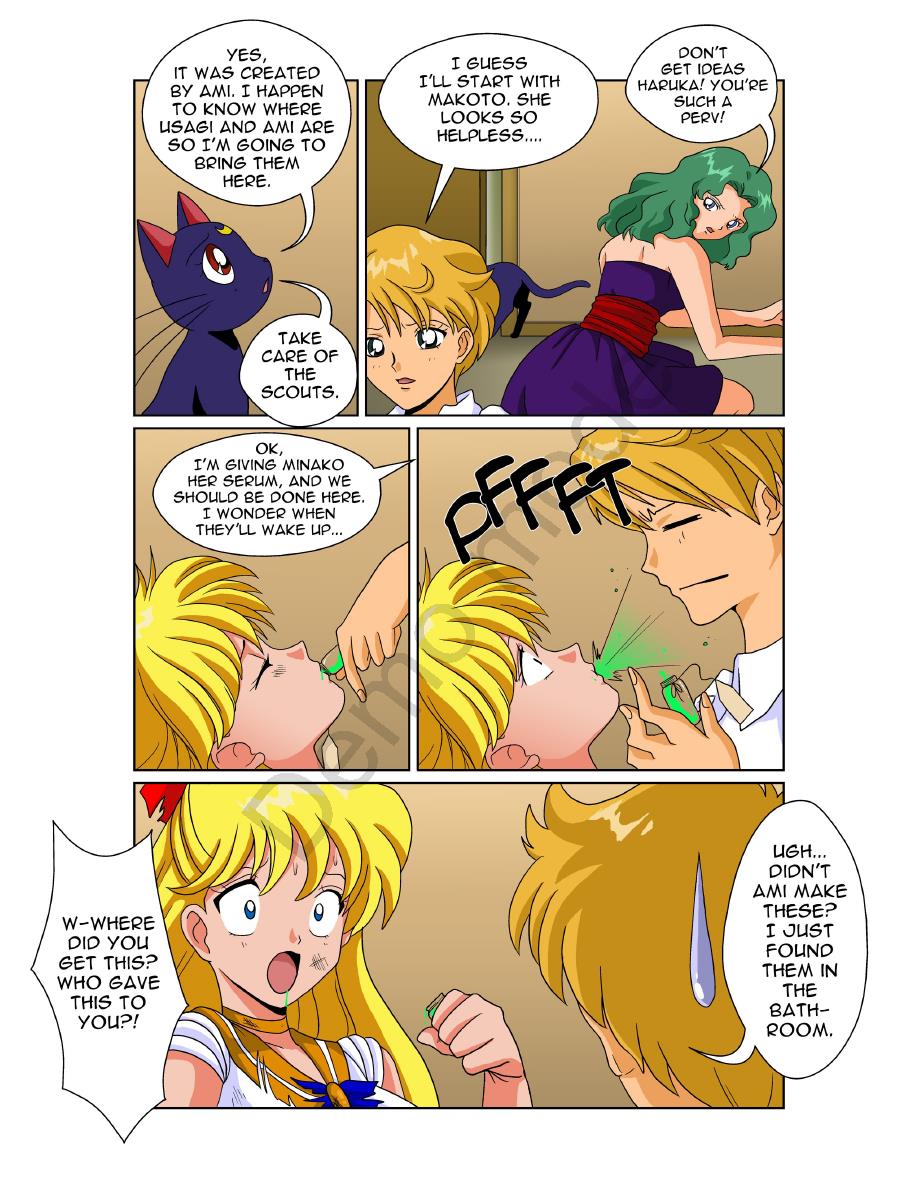 YES,
IT WAS CREATED
BY AMI. I HAPPEN
TO KNOW WHERE
USAGI AND AMI ARE
SO I'M GOING TO
BRING THEM
HERE.
TAKE
CARE OF
THE
SCOUTS.
I GUESS
I'LL START WITH
MAKOTO. SHE
LOOKS SO
HELPLESS....
DON'T
GET IDEAS
HARUKA! YOU'RE
SUCH A
PERV!
OK,
I'M GIVING MINAKO
HER SERUM, AND WE
SHOULD BE DONE HERE.
I WONDER WHEN
THEY'LL WAKE UP...
PFFFFT
W-WHERE
DID YOU
GET THIS?
WHO GAVE
THIS TO
YOU?!
UGH...
DIDN'T
AMI MAKE
THESE?
I JUST
FOUND
THEM IN
THE
BATH-
ROOM.